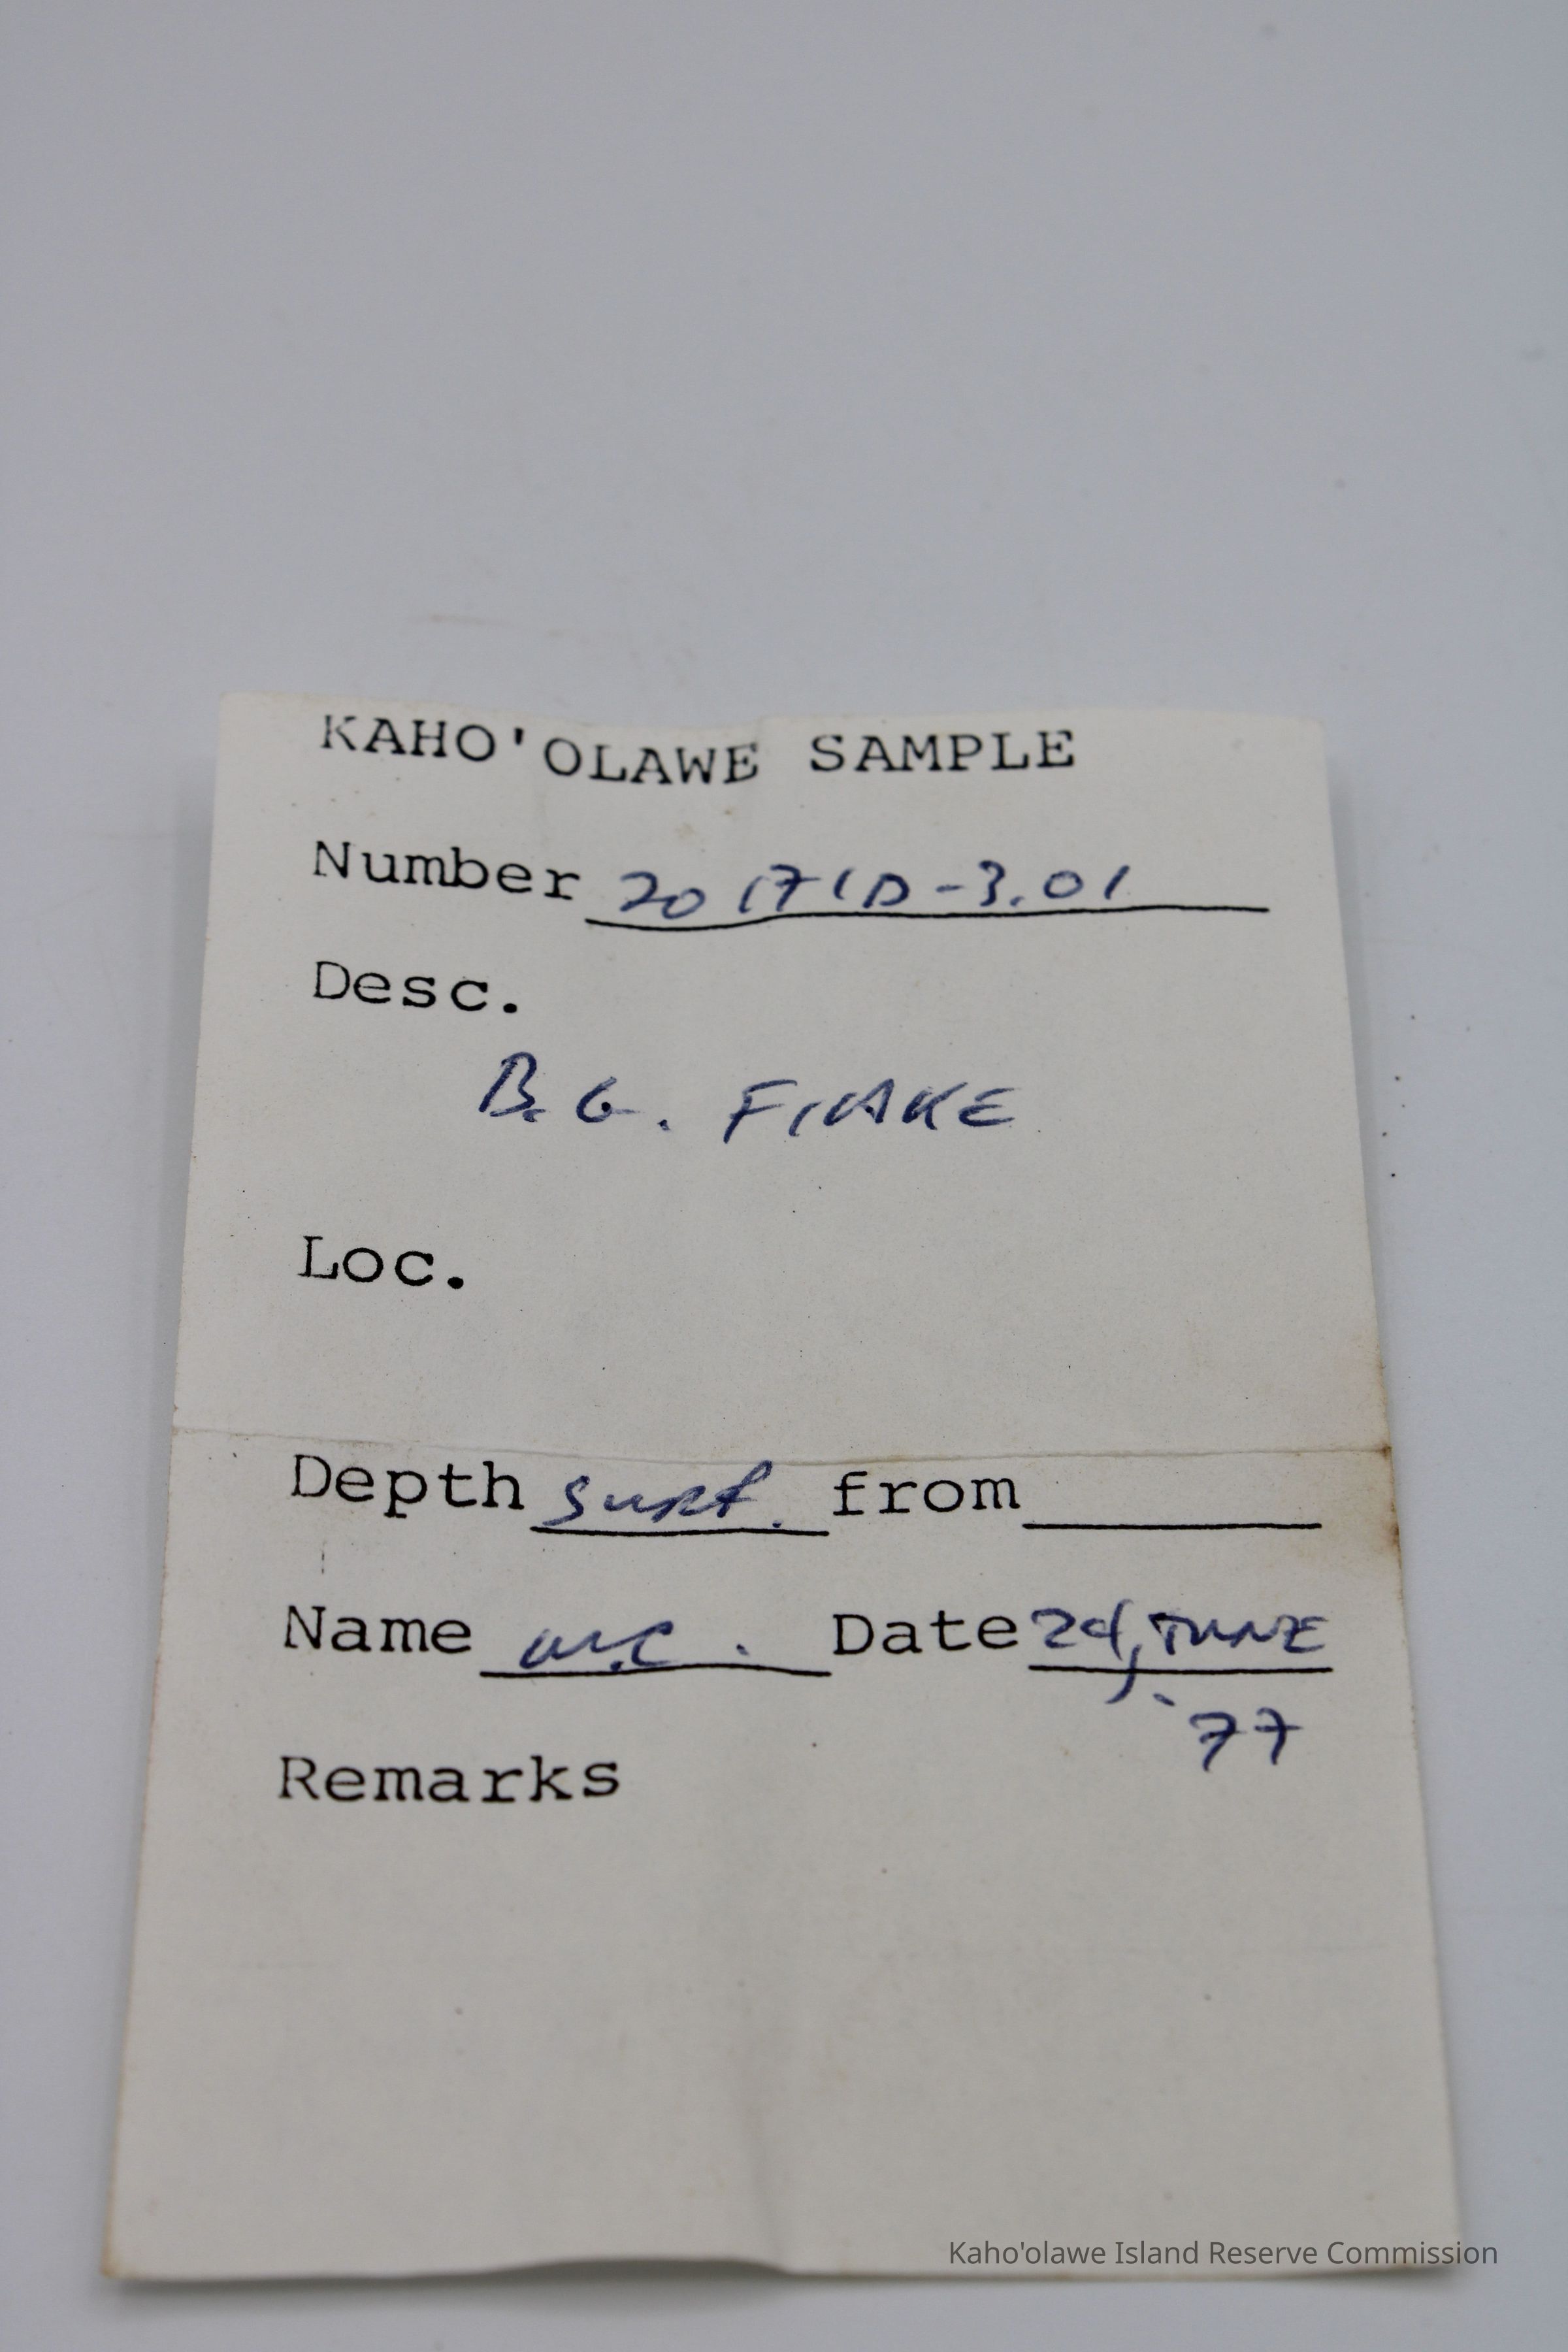 KAHO'OLAWE SAMPLE
Number 20171D-3.01
Desc.
B.G. FLAKE
Loc.
Depth surf. from
Name W.C. Date 24, JUNE
'77
Remarks
Kaho'olawe Island Reserve Commission